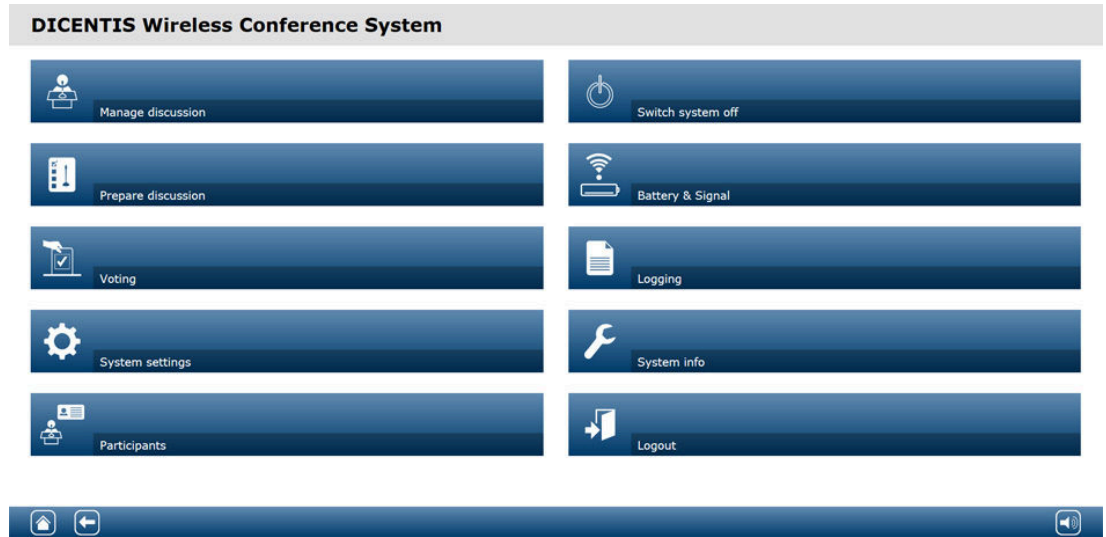 DICENTIS Wireless Conference System
Manage discussion
Switch system off
Prepare discussion
Battery & Signal
Voting
Logging
System settings
System info
Participants
Logout